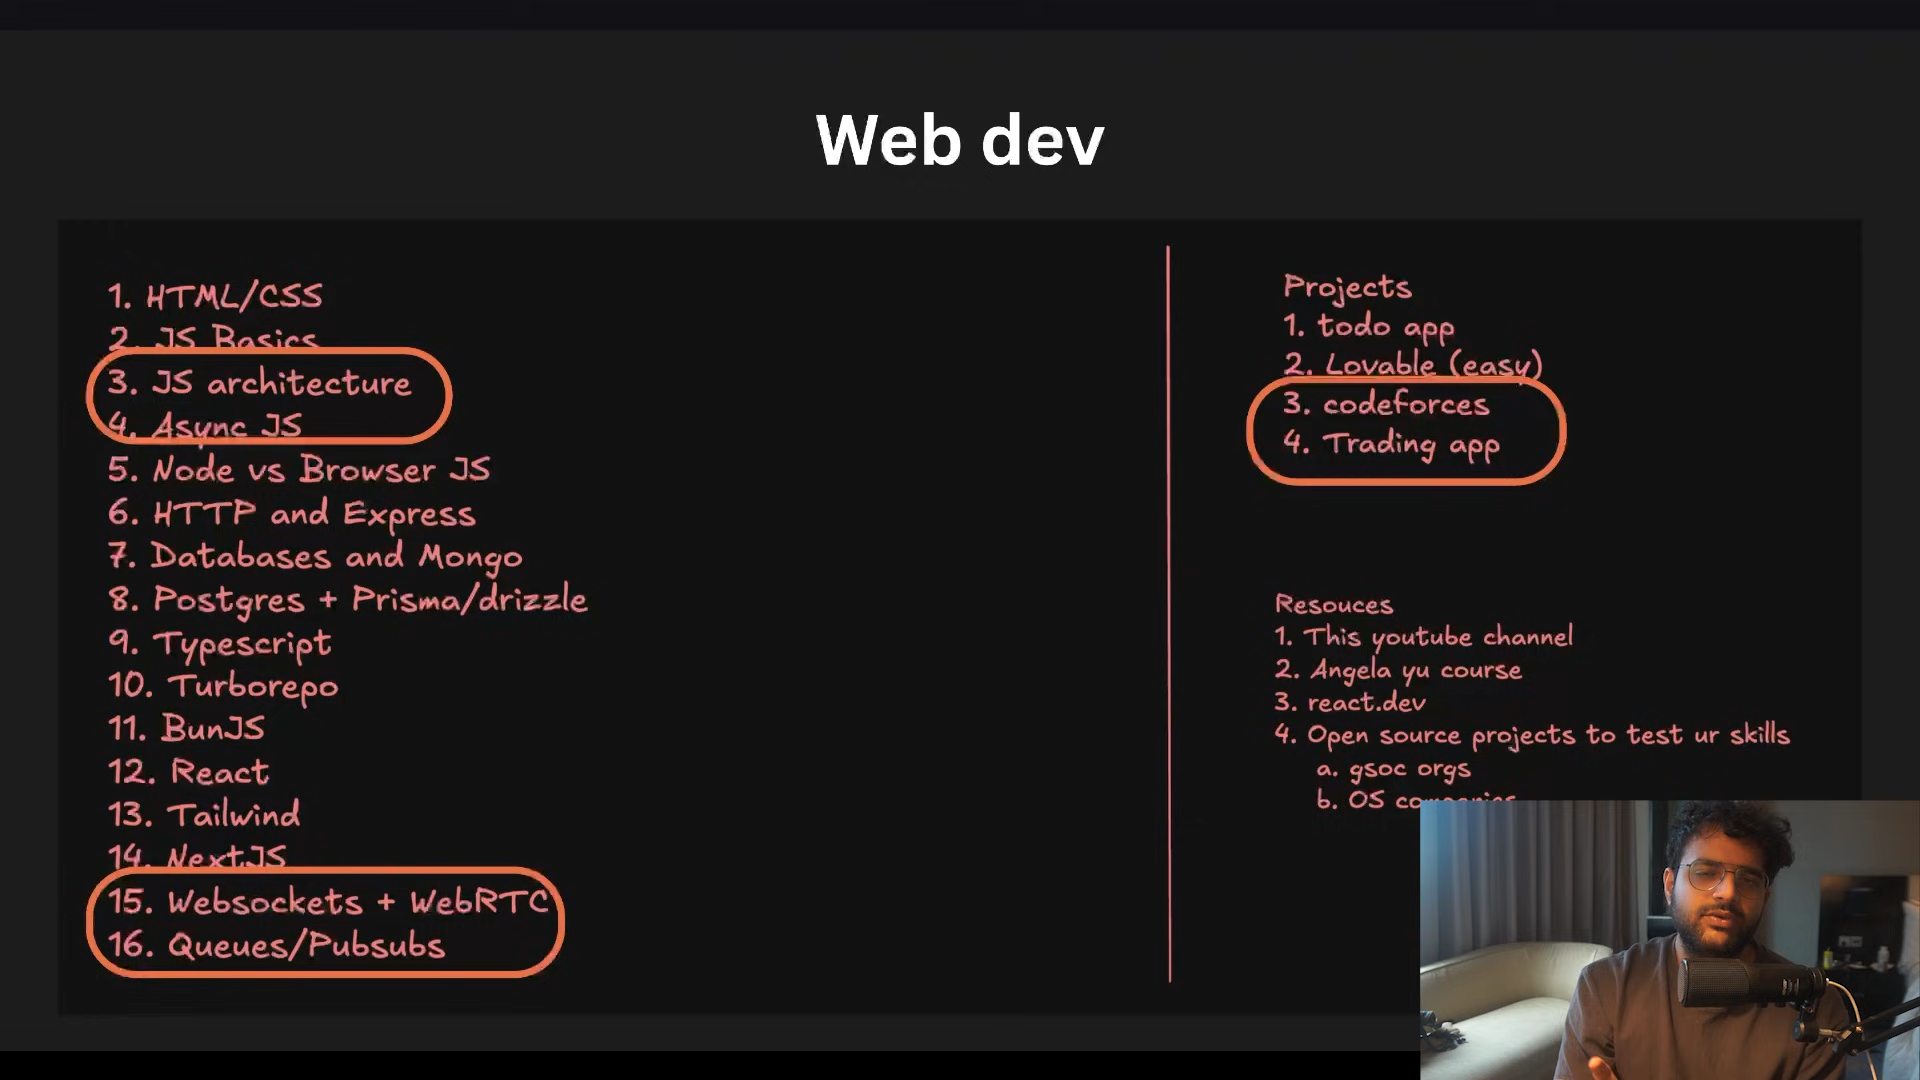 Web dev
1. HTML/CSS
2. JS Basics
3. JS architecture
4. Async JS
5. Node vs Browser JS
6. HTTP and Express
7. Databases and Mongo
8. Postgres + Prisma/drizzle
9. Typescript
10. Turborepo
11. BunJS
12. React
13. Tailwind
14. NextJS
15. Websockets + WebRTC
16. Queues/Pubsubs
Projects
1. todo app
2. Lovable (easy)
3. codeforces
4. Trading app
Resouces
1. This youtube channel
2. Angela yu course
3. react.dev
4. Open source projects to test ur skills
a. gsoc orgs
b. OS companies